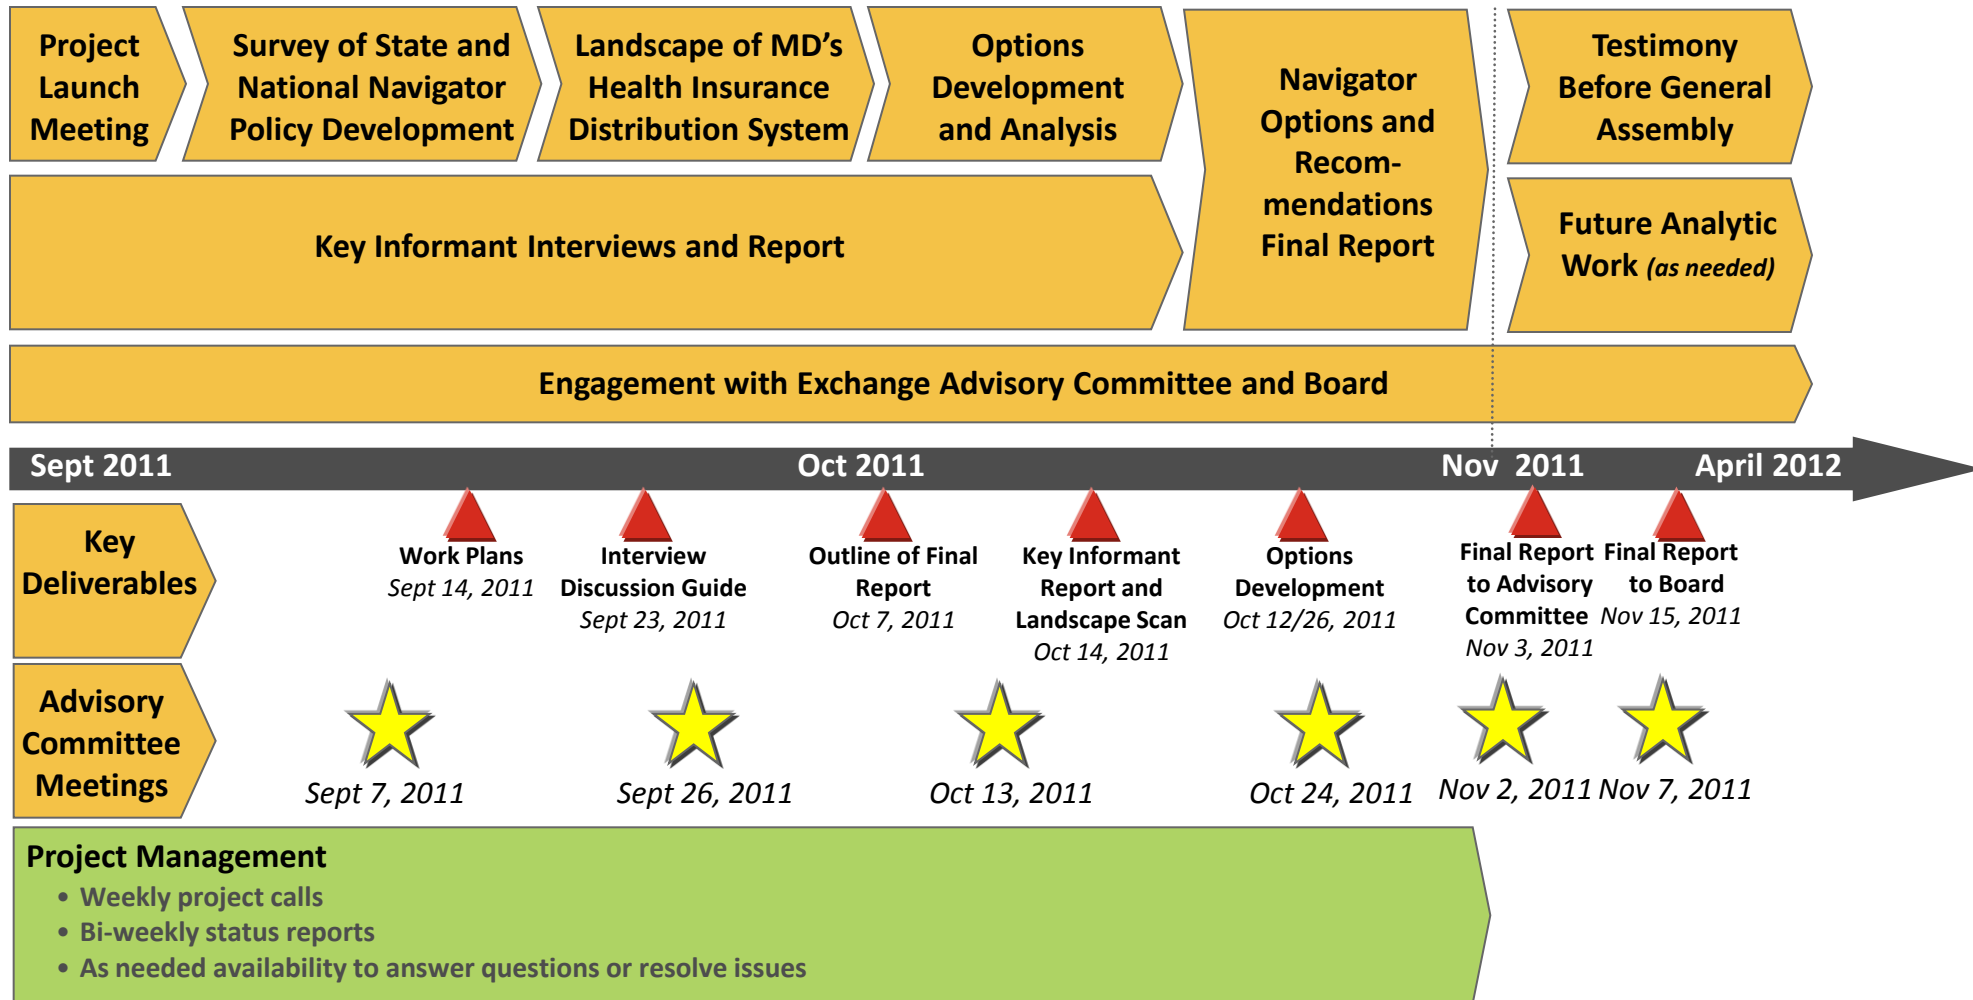 Project
Launch
Meeting
Survey of State and
National Navigator
Policy Development
Landscape of MD’s
Health Insurance
Distribution System
Options
Development
and Analysis
Navigator
Options and
Recom-
mendations
Final Report
Testimony
Before General
Assembly
Key Informant Interviews and Report
Future Analytic
Work (as needed)
Engagement with Exchange Advisory Committee and Board
Sept 2011
Oct 2011
Nov 2011
April 2012
Key
Deliverables
Work Plans
Sept 14, 2011
Interview
Discussion Guide
Sept 23, 2011
Outline of Final
Report
Oct 7, 2011
Key Informant
Report and
Landscape Scan
Oct 14, 2011
Options
Development
Oct 12/26, 2011
Final Report
to Advisory
Committee
Nov 3, 2011
Final Report
to Board
Nov 15, 2011
Advisory
Committee
Meetings
Sept 7, 2011
Sept 26, 2011
Oct 13, 2011
Oct 24, 2011
Nov 2, 2011
Nov 7, 2011
Project Management
• Weekly project calls
• Bi-weekly status reports
• As needed availability to answer questions or resolve issues